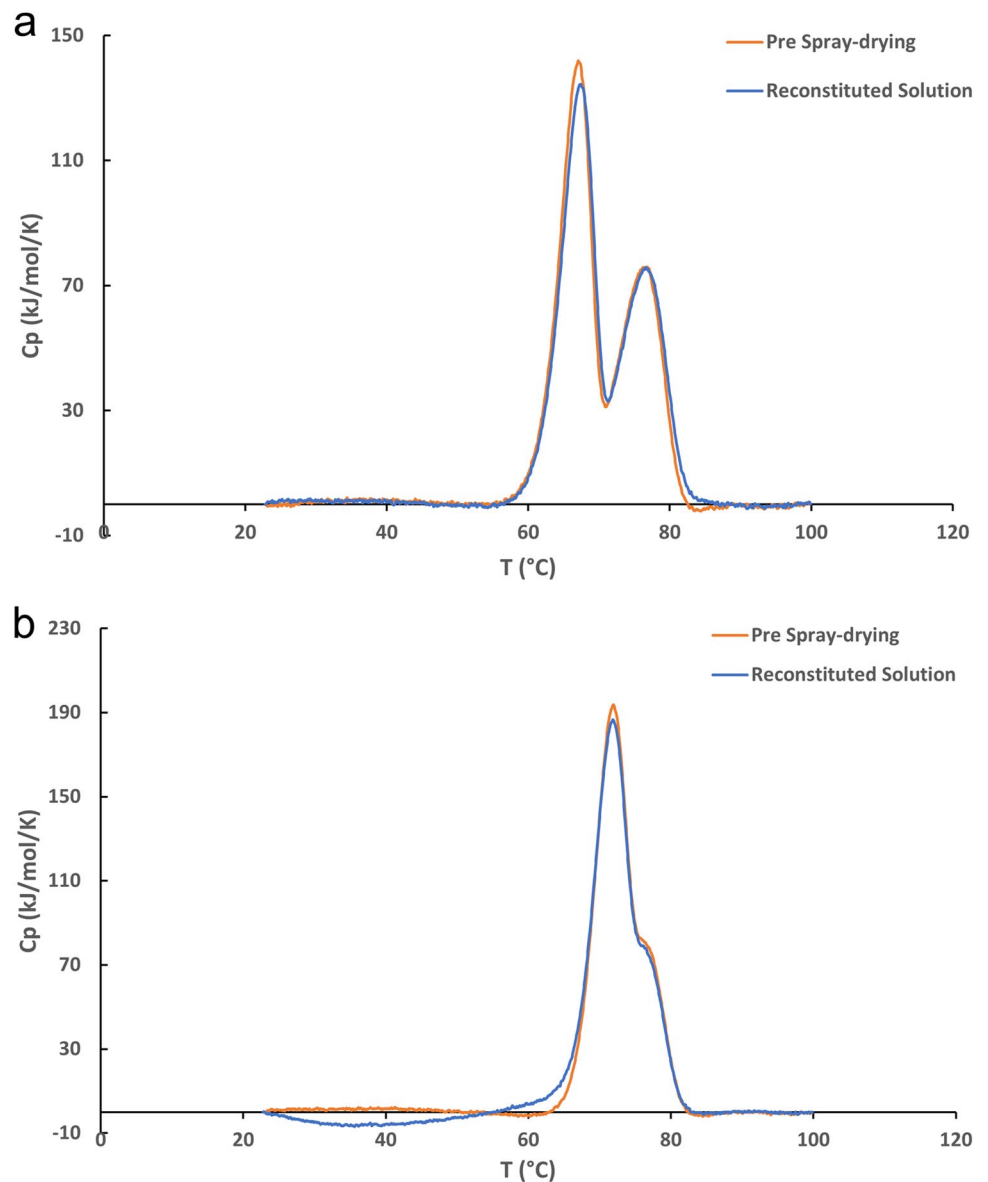 a
150
110
70
30
-10
Cp (kJ/mol/K)
Pre Spray-drying
Reconstituted Solution
0 20 40 60 80 100 120
T (°C)
b
230
190
150
110
70
30
-10
Cp (kJ/mol/K)
Pre Spray-drying
Reconstituted Solution
0 20 40 60 80 100 120
T (°C)